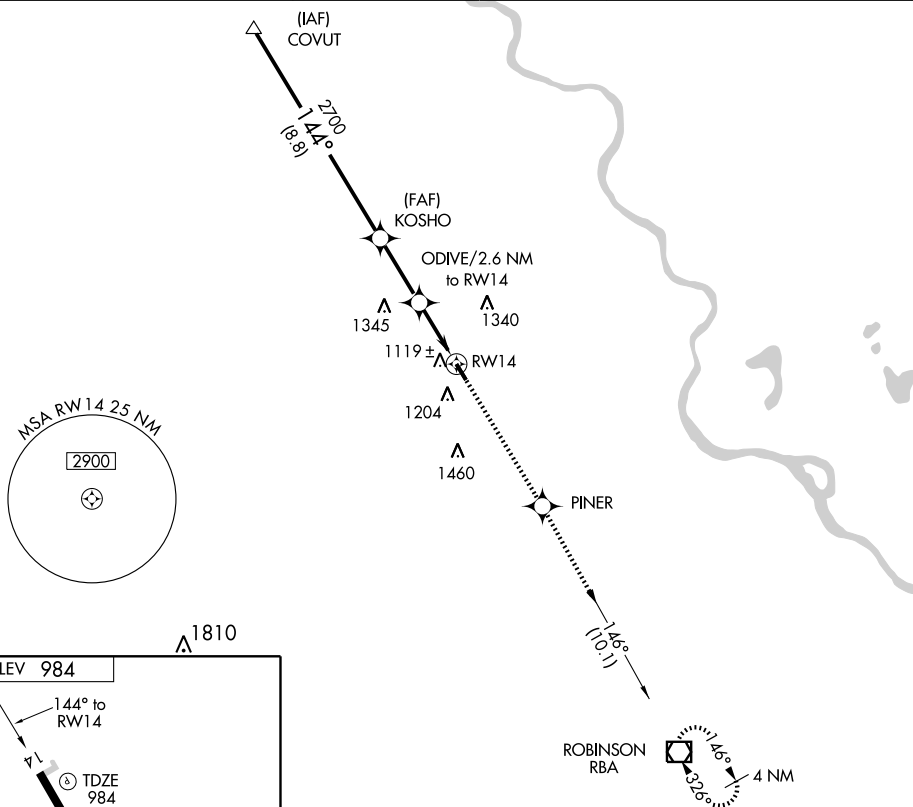 (IAF)
COVUT
2700
144°
(8.8)
(FAF)
KOSHO
ODIVE/2.6 NM
to RW14
1345
1340
1119 ±
RW14
1204
1460
MSA RW14 25 NM
2900
PINER
146°
(10.1)
1810
LEV 984
144° to
RW14
14
TDZE
984
ROBINSON
RBA
146°
326°
4 NM